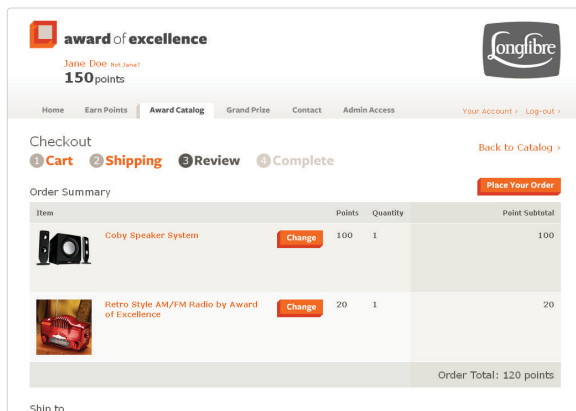 award of excellence
Longlibre
Jane Doe Not Jane?
150 points
Home Earn Points Award Catalog Grand Prize Contact Admin Access Your Account > Log-out >
Checkout
Back to Catalog >
1 Cart 2 Shipping 3 Review 4 Complete
Place Your Order
Order Summary
Item Points Quantity Point Subtotal
Coby Speaker System Change 100 1 100
Retro Style AM/FM Radio by Award Change 20 1 20
of Excellence
Order Total: 120 points
Ship to